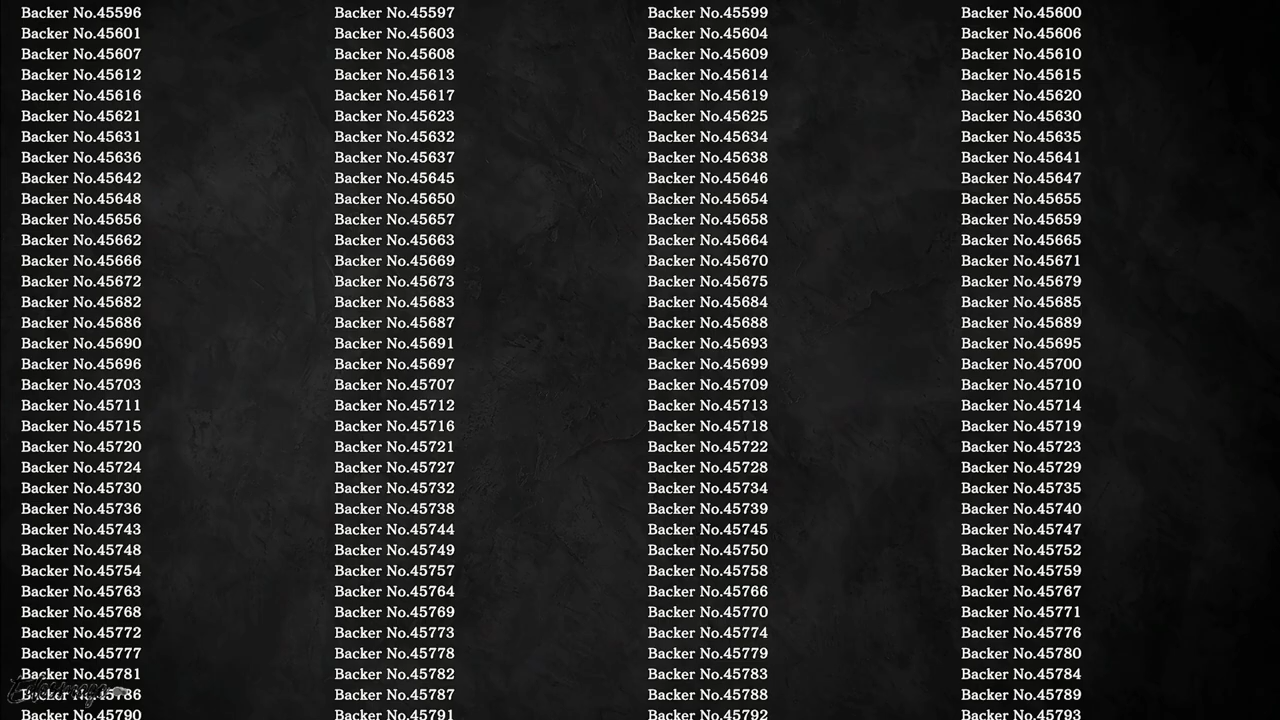 Backer No.45596 Backer No.45597 Backer No.45599 Backer No.45600
Backer No.45601 Backer No.45603 Backer No.45604 Backer No.45606
Backer No.45607 Backer No.45608 Backer No.45609 Backer No.45610
Backer No.45612 Backer No.45613 Backer No.45614 Backer No.45615
Backer No.45616 Backer No.45617 Backer No.45619 Backer No.45620
Backer No.45621 Backer No.45623 Backer No.45625 Backer No.45630
Backer No.45631 Backer No.45632 Backer No.45634 Backer No.45635
Backer No.45636 Backer No.45637 Backer No.45638 Backer No.45641
Backer No.45642 Backer No.45645 Backer No.45646 Backer No.45647
Backer No.45648 Backer No.45650 Backer No.45654 Backer No.45655
Backer No.45656 Backer No.45657 Backer No.45658 Backer No.45659
Backer No.45662 Backer No.45663 Backer No.45664 Backer No.45665
Backer No.45666 Backer No.45669 Backer No.45670 Backer No.45671
Backer No.45672 Backer No.45673 Backer No.45675 Backer No.45679
Backer No.45682 Backer No.45683 Backer No.45684 Backer No.45685
Backer No.45686 Backer No.45687 Backer No.45688 Backer No.45689
Backer No.45690 Backer No.45691 Backer No.45693 Backer No.45695
Backer No.45696 Backer No.45697 Backer No.45699 Backer No.45700
Backer No.45703 Backer No.45707 Backer No.45709 Backer No.45710
Backer No.45711 Backer No.45712 Backer No.45713 Backer No.45714
Backer No.45715 Backer No.45716 Backer No.45718 Backer No.45719
Backer No.45720 Backer No.45721 Backer No.45722 Backer No.45723
Backer No.45724 Backer No.45727 Backer No.45728 Backer No.45729
Backer No.45730 Backer No.45732 Backer No.45734 Backer No.45735
Backer No.45736 Backer No.45738 Backer No.45739 Backer No.45740
Backer No.45743 Backer No.45744 Backer No.45745 Backer No.45747
Backer No.45748 Backer No.45749 Backer No.45750 Backer No.45752
Backer No.45754 Backer No.45757 Backer No.45758 Backer No.45759
Backer No.45763 Backer No.45764 Backer No.45766 Backer No.45767
Backer No.45768 Backer No.45769 Backer No.45770 Backer No.45771
Backer No.45772 Backer No.45773 Backer No.45774 Backer No.45776
Backer No.45777 Backer No.45778 Backer No.45779 Backer No.45780
Backer No.45781 Backer No.45782 Backer No.45783 Backer No.45784
Backer No.45786 Backer No.45787 Backer No.45788 Backer No.45789
Backer No.45790 Backer No.45791 Backer No.45792 Backer No.45793